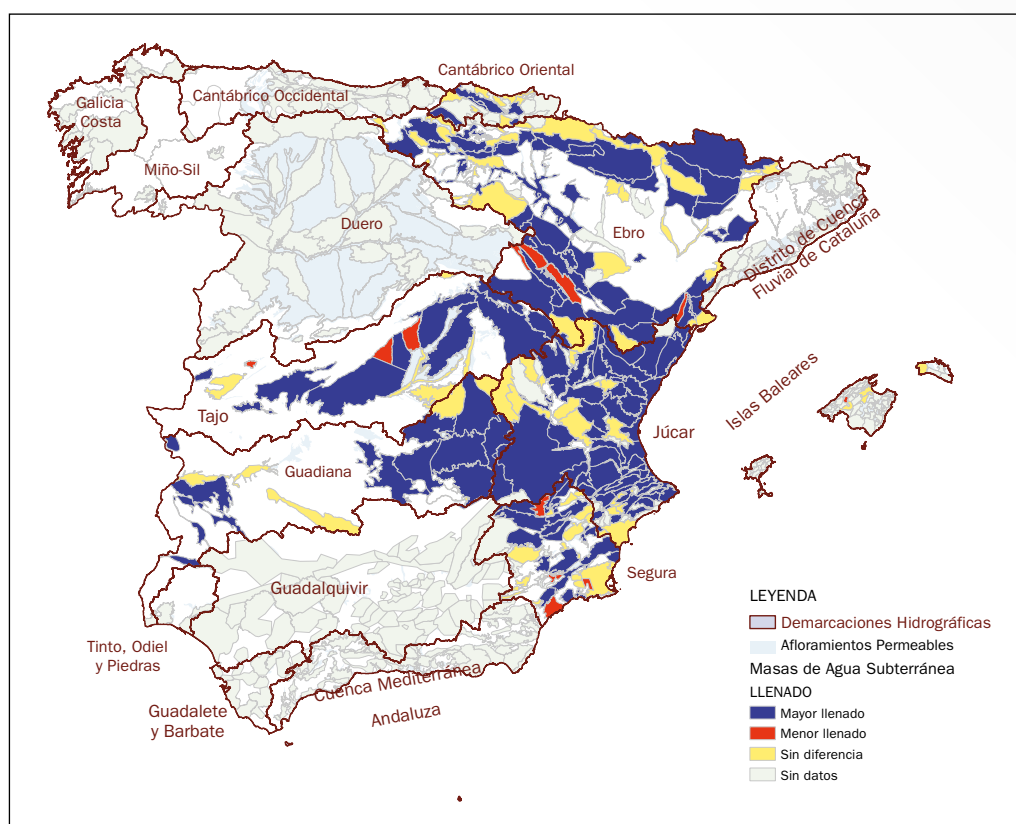 Cantábrico Oriental
Cantábrico Occidental
Galicia
Costa
Miño-Sil
Duero
Ebro
Distrito de Cuenca
Fluvial de Cataluña
Islas Baleares
Tajo
Júcar
Guadiana
Segura
Guadalquivir
Tinto, Odiel
y Piedras
Cuenca Mediterránea
Andaluza
Guadalete
y Barbate
LEYENDA
Demarcaciones Hidrográficas
Afloramientos Permeables
Masas de Agua Subterránea
LLENADO
Mayor llenado
Menor llenado
Sin diferencia
Sin datos